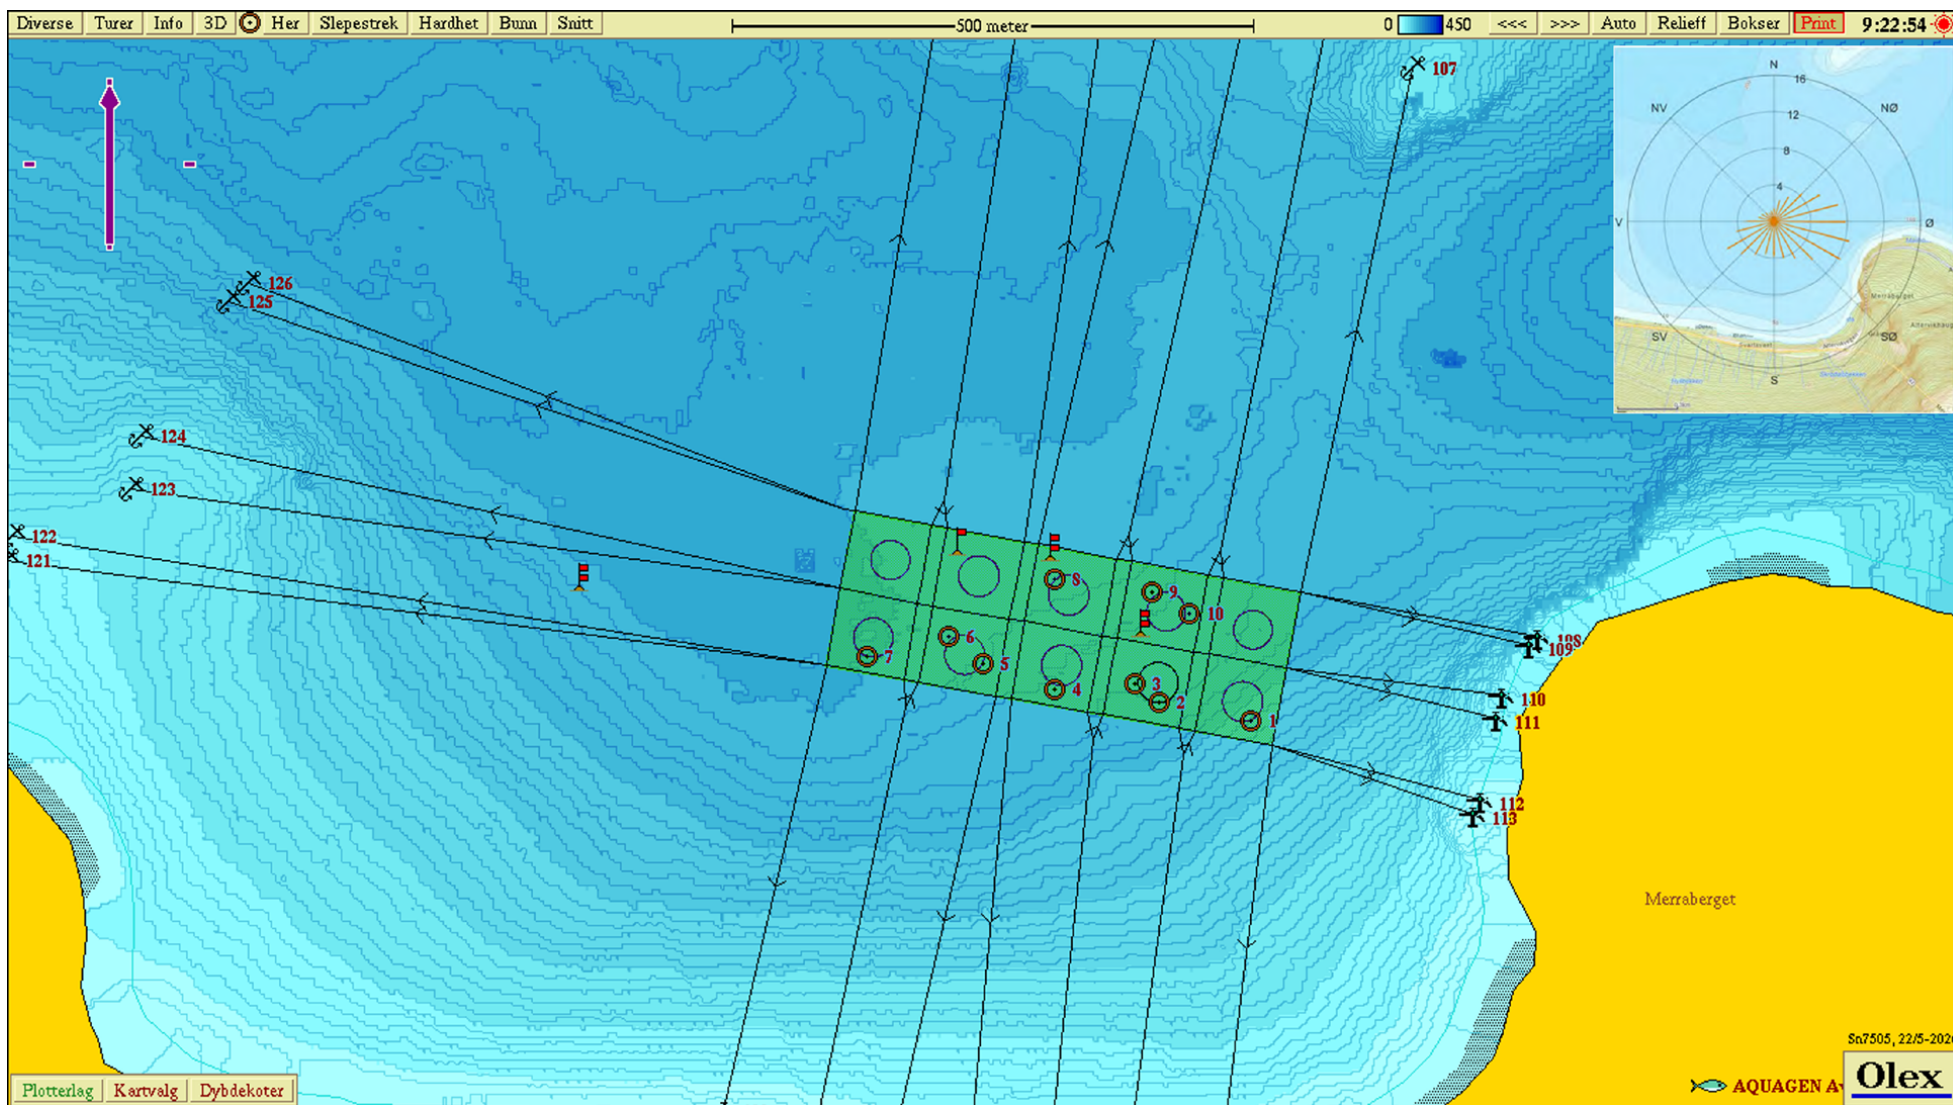 Diverse Turer Info 3D Her Slepestrek Hardhet Bunn Snitt 500 meter 0 450 <<< >>> Auto Relieff Bokser Print 9:22:54
107
N
16
NV NØ
12
8
4
V Ø
Merraberget
SV SØ
S
126
125
124
123
122
121
8
9
10
6
7
5
4
3
2
1
108
109
110
111
112
113
Merraberget
Sn7505, 22/5-202
Plotterlag Kartvalg Dybdekoter
AQUAGEN A
Olex